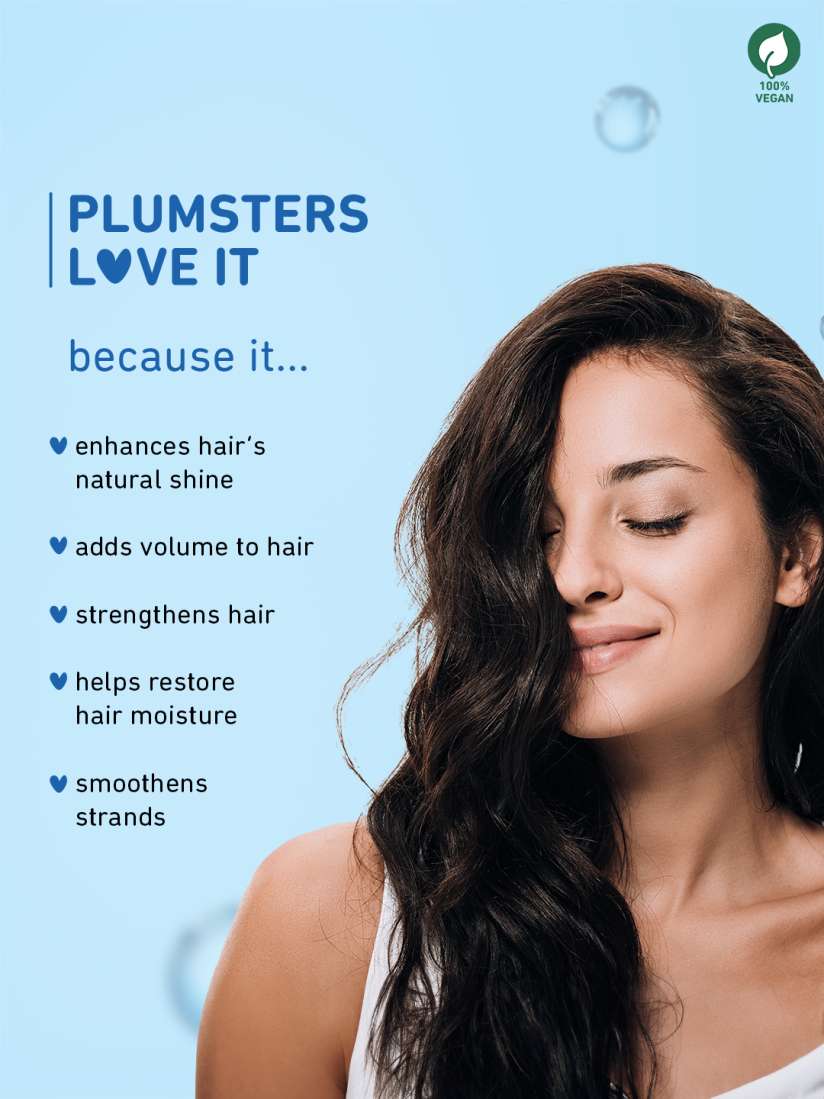 100%
VEGAN
PLUMSTERS
LOVE IT
because it...
enhances hair's
natural shine
adds volume to hair
strengthens hair
helps restore
hair moisture
smoothens
strands